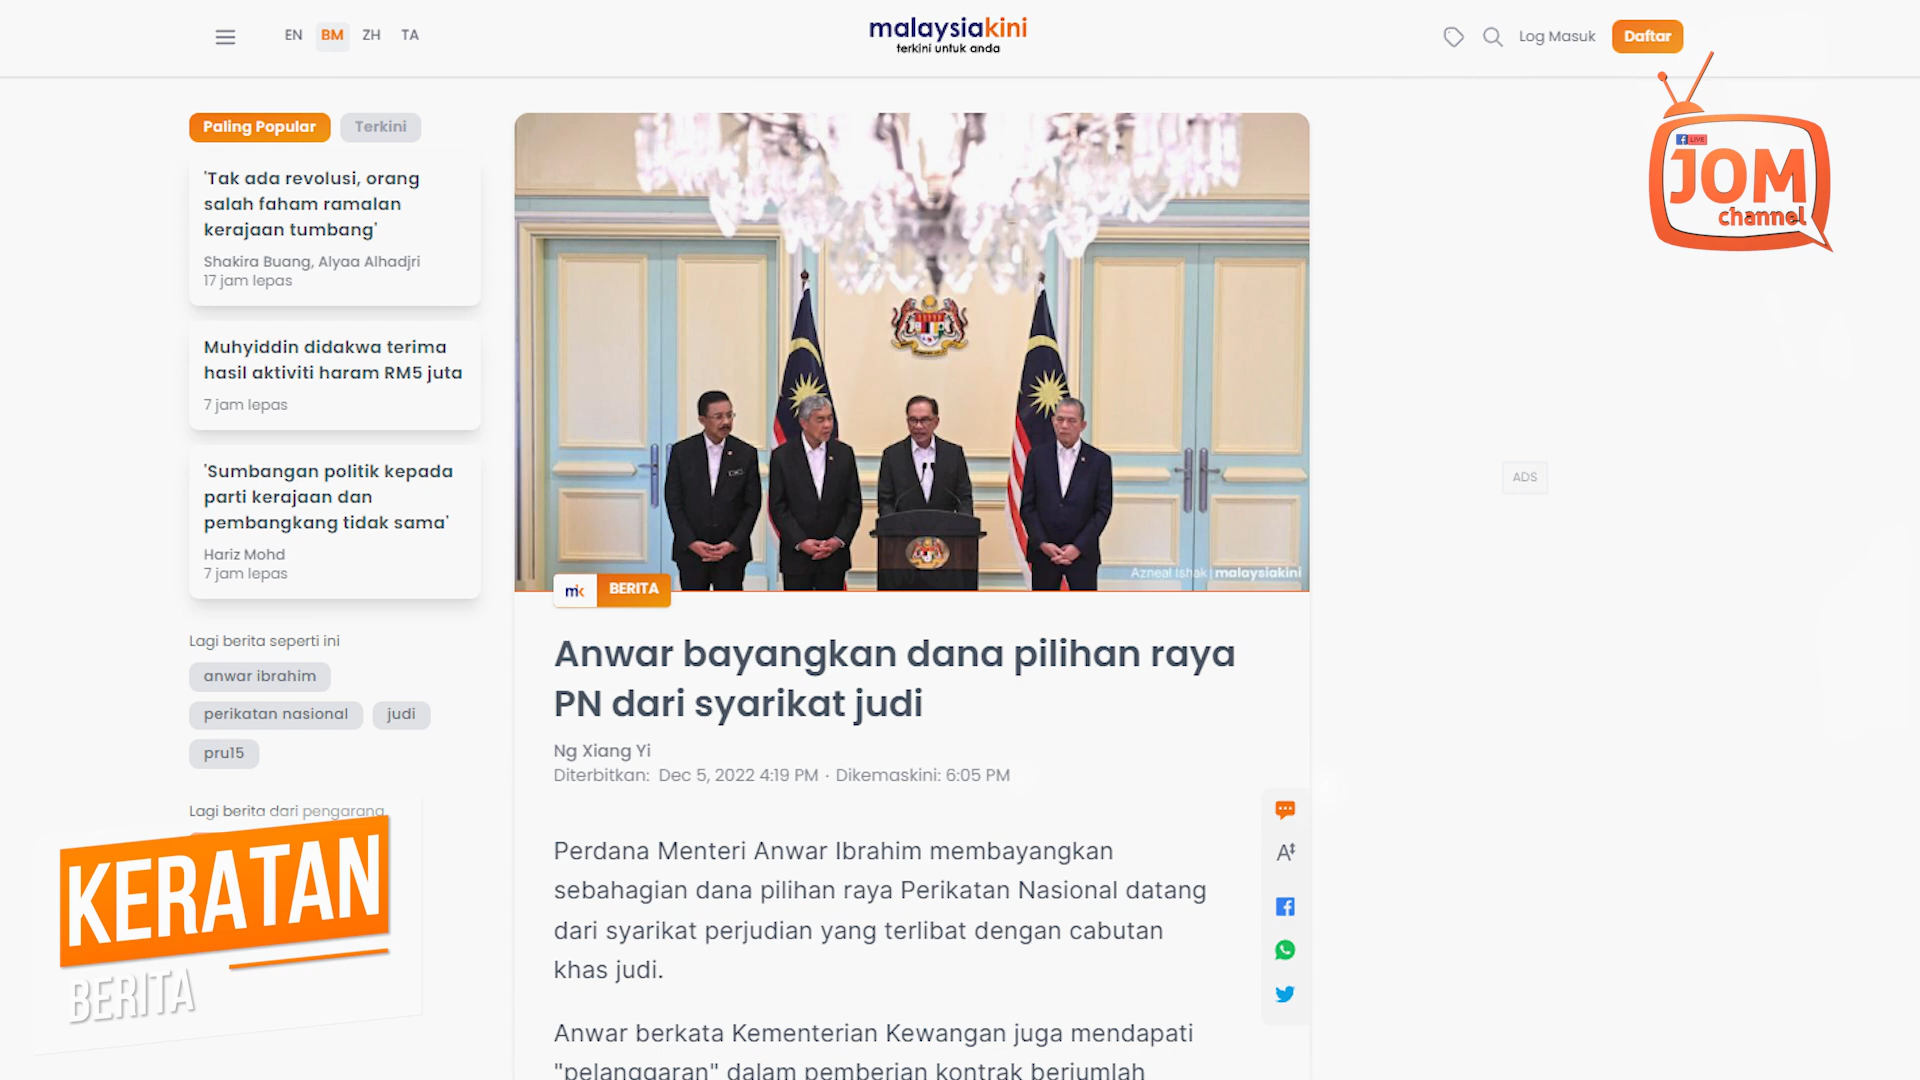 EN BM ZH TA
malaysiakini
terkini untuk anda
Log Masuk
Daftar
LIVE
JOM
channel
Paling Popular
Terkini
'Tak ada revolusi, orang
salah faham ramalan
kerajaan tumbang'
Shakira Buang, Alyaa Alhadjri
17 jam lepas
Muhyiddin didakwa terima
hasil aktiviti haram RM5 juta
7 jam lepas
'Sumbangan politik kepada
parti kerajaan dan
pembangkang tidak sama'
Hariz Mohd
7 jam lepas
Lagi berita seperti ini
anwar ibrahim
perikatan nasional
judi
pru15
Lagi berita dari pengarang
KERATAN
BERITA
Azneal Ishak | malaysiakini
mk
BERITA
Anwar bayangkan dana pilihan raya
PN dari syarikat judi
Ng Xiang Yi
Diterbitkan: Dec 5, 2022 4:19 PM · Dikemaskini: 6:05 PM
Perdana Menteri Anwar Ibrahim membayangkan
sebahagian dana pilihan raya Perikatan Nasional datang
dari syarikat perjudian yang terlibat dengan cabutan
khas judi.
Anwar berkata Kementerian Kewangan juga mendapati
"pelanggaran" dalam pemberian kontrak berjumlah
A
ADS